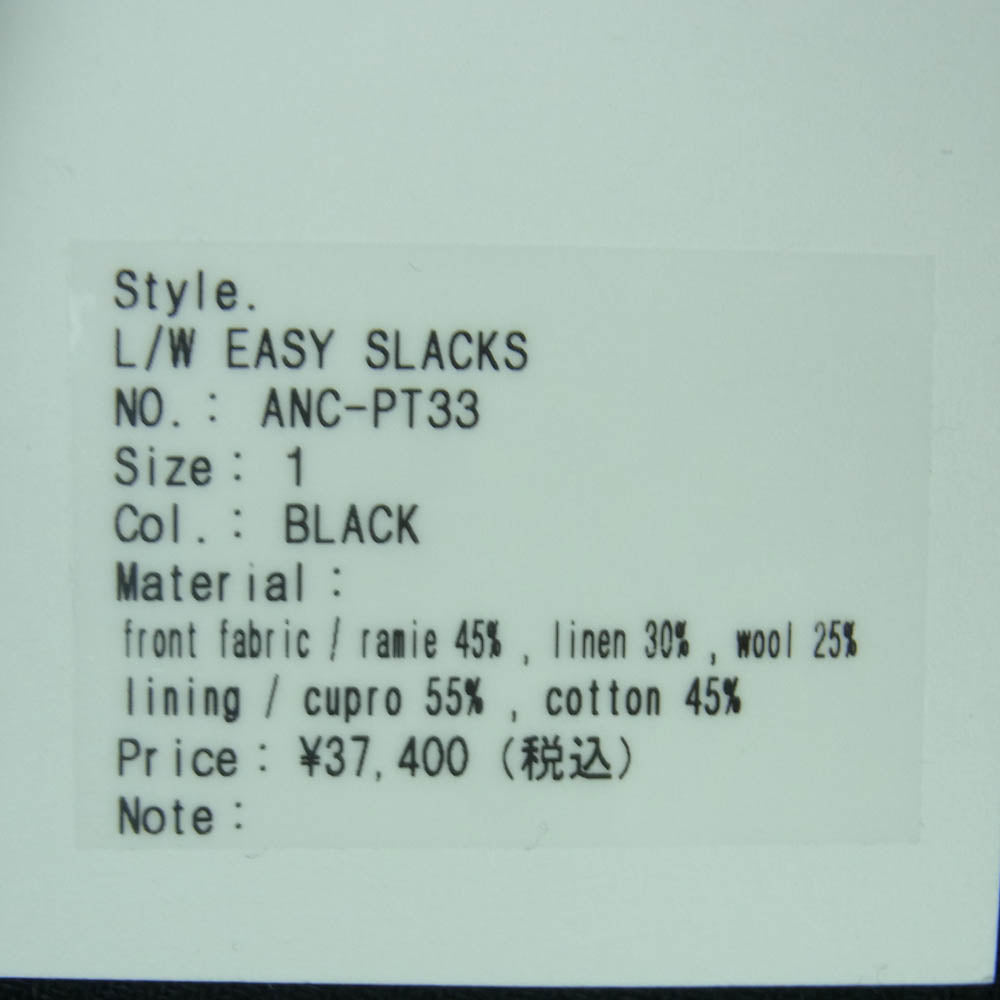 Style.
L/W EASY SLACKS
NO.: ANC-PT33
Size: 1
Col.: BLACK
Material:
front fabric / ramie 45% , linen 30% , wool 25%
lining / cupro 55% , cotton 45%
Price: ¥37,400 (税込)
Note: